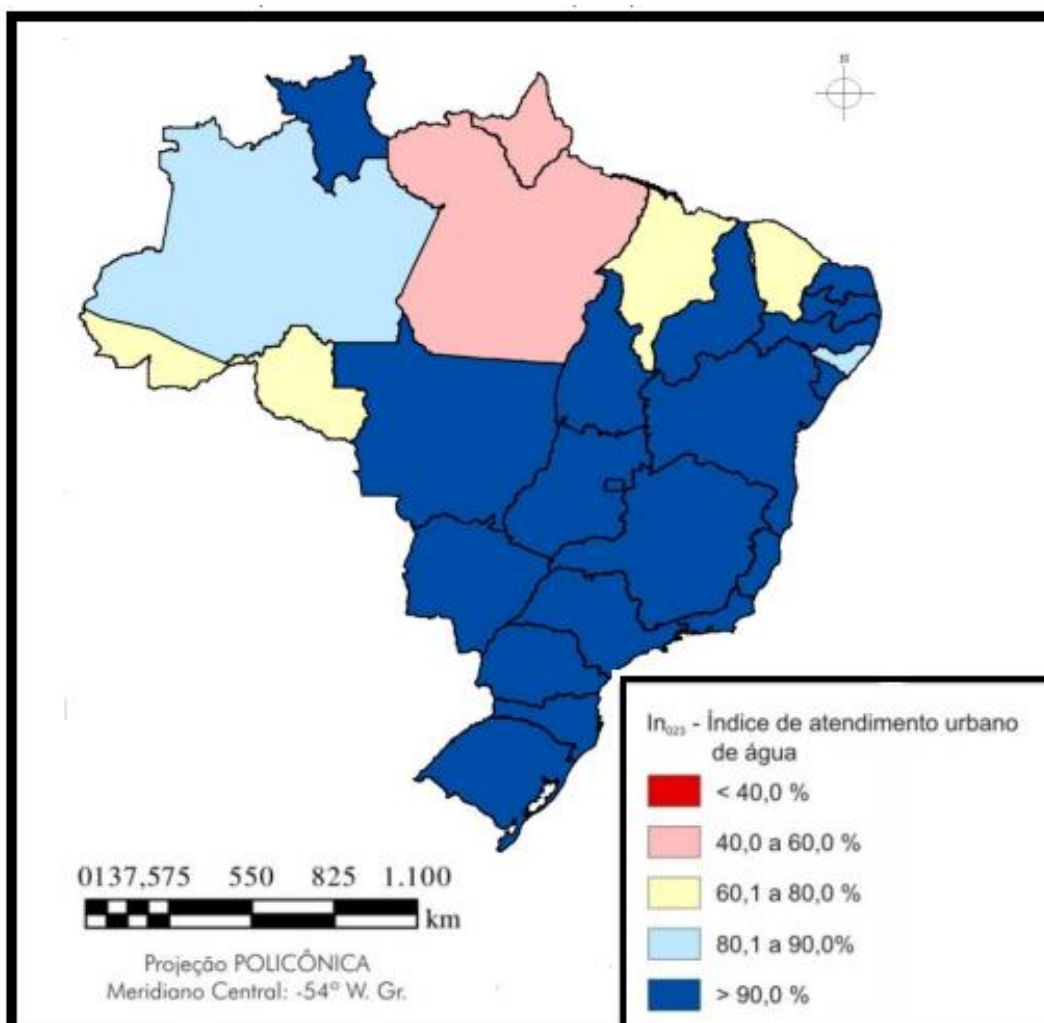 N
In₀₂₃ - Índice de atendimento urbano
de água
< 40,0 %
40,0 a 60,0 %
60,1 a 80,0 %
80,1 a 90,0%
> 90,0 %
0137,575 550 825 1.100
km
Projeção POLICÔNICA
Meridiano Central: -54º W. Gr.